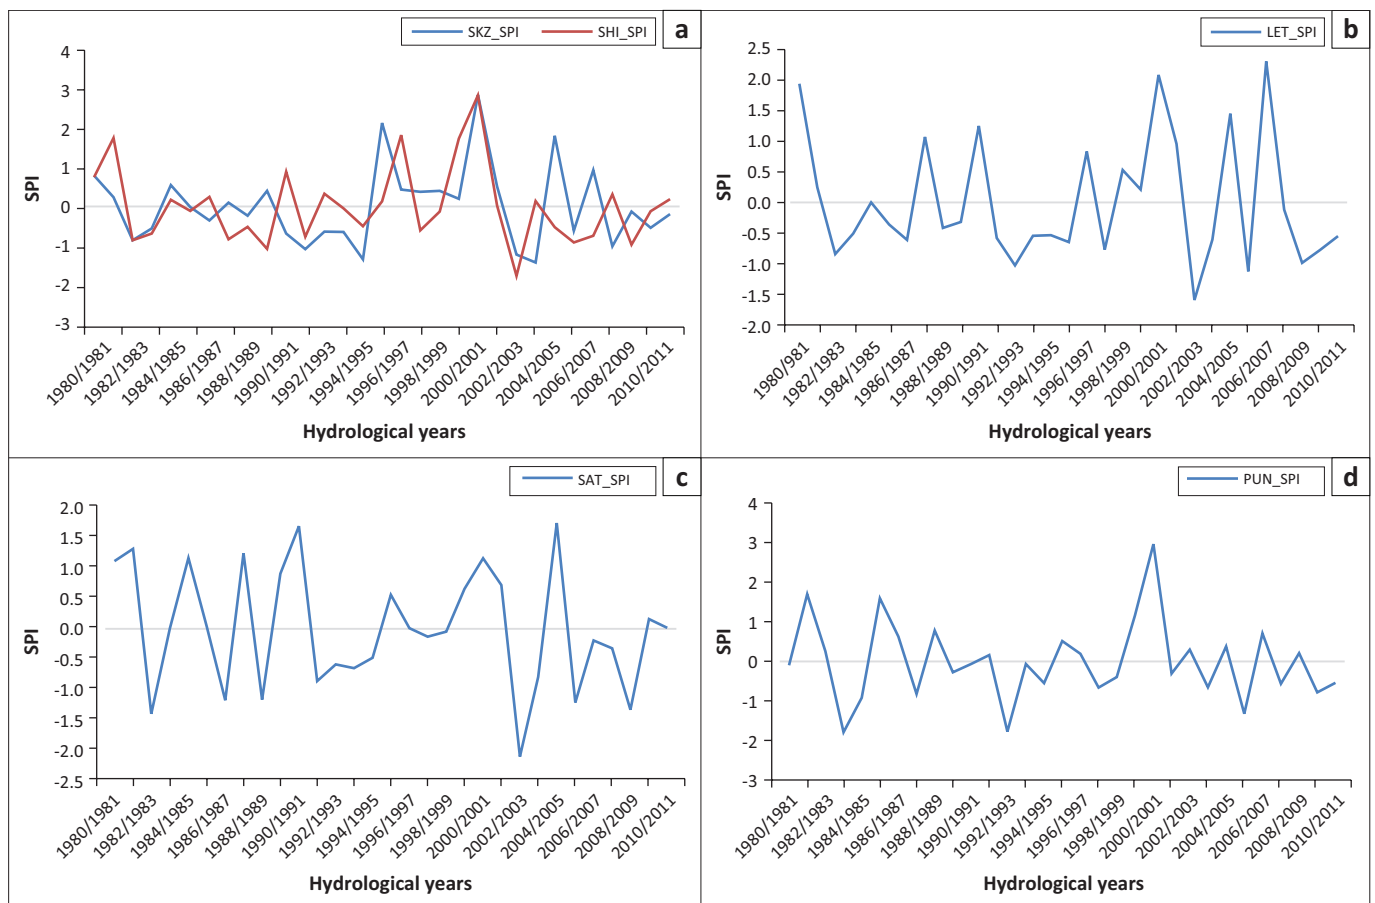 SKZ_SPI SHI_SPI a
4
3
2
1
0
-1
-2
-3
SPI
1980/1981 1982/1983 1984/1985 1986/1987 1988/1989 1990/1991 1992/1993 1994/1995 1996/1997 1998/1999 2000/2001 2002/2003 2004/2005 2006/2007 2008/2009 2010/2011
Hydrological years
LET_SPI b
2.5
2.0
1.5
1.0
0.5
0.0
-0.5
-1.0
-1.5
-2.0
SPI
1980/1981 1982/1983 1984/1985 1986/1987 1988/1989 1990/1991 1992/1993 1994/1995 1996/1997 1998/1999 2000/2001 2002/2003 2004/2005 2006/2007 2008/2009 2010/2011
Hydrological years
SAT_SPI c
2.0
1.5
1.0
0.5
0.0
-0.5
-1.0
-1.5
-2.0
-2.5
SPI
1980/1981 1982/1983 1984/1985 1986/1987 1988/1989 1990/1991 1992/1993 1994/1995 1996/1997 1998/1999 2000/2001 2002/2003 2004/2005 2006/2007 2008/2009 2010/2011
Hydrological years
PUN_SPI d
4
3
2
1
0
-1
-2
-3
SPI
1980/1981 1982/1983 1984/1985 1986/1987 1988/1989 1990/1991 1992/1993 1994/1995 1996/1997 1998/1999 2000/2001 2002/2003 2004/2005 2006/2007 2008/2009 2010/2011
Hydrological years